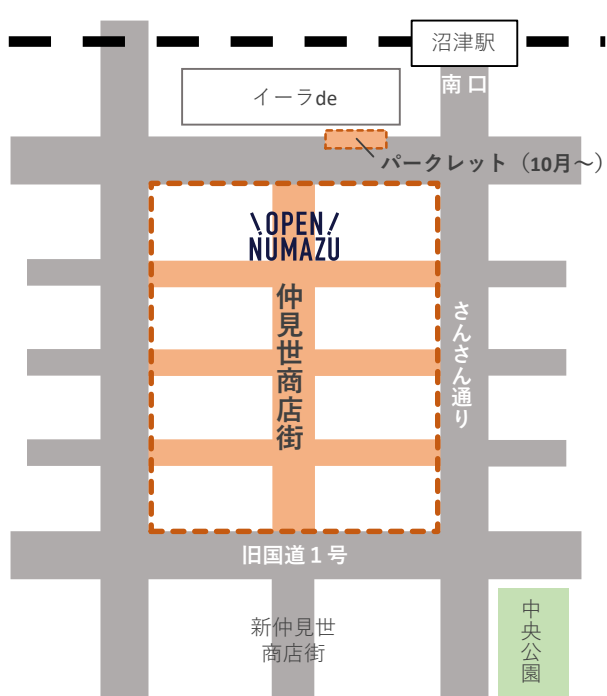 沼津駅
南口
イーラde
パークレット（10月～）
\OPEN/
NUMAZU
仲見世商店街
さんさん通り
旧国道１号
新仲見世
商店街
中央公園